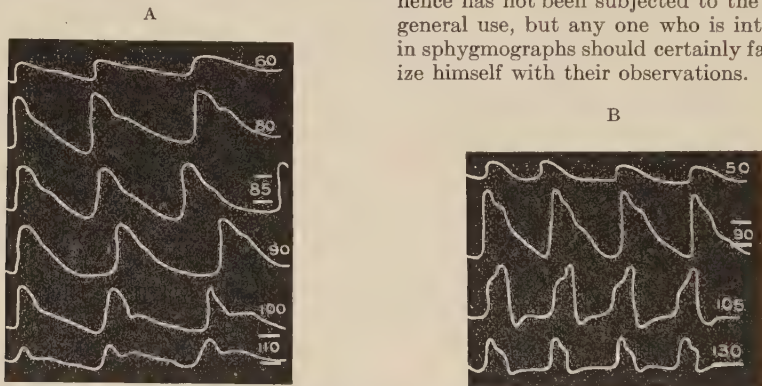 hence has not been subjected to the
general use, but any one who is int
in sphygmographs should certainly fa
ize himself with their observations.
A
60
80
85
90
100
110
B
50
90
105
130